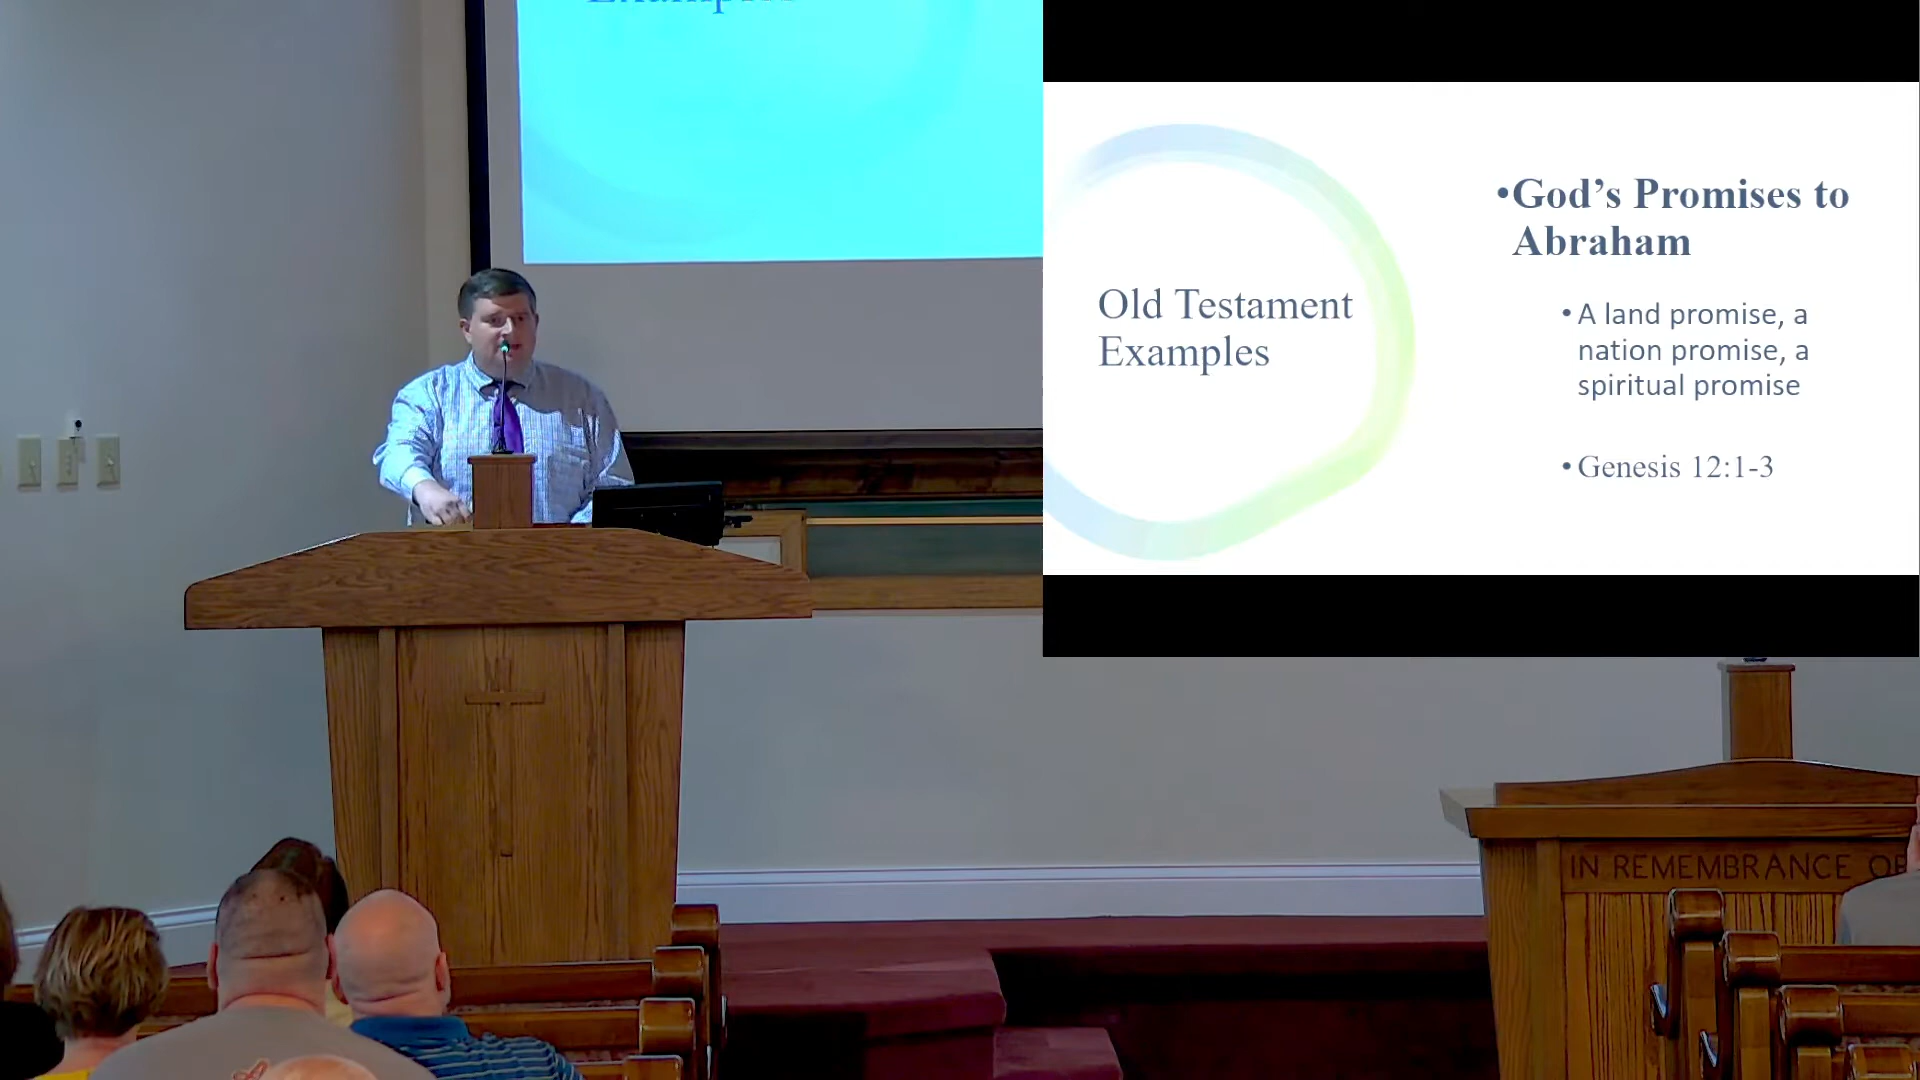 Examples
Old Testament
Examples
•God’s Promises to
Abraham
• A land promise, a
nation promise, a
spiritual promise
• Genesis 12:1-3
IN REMEMBRANCE OF